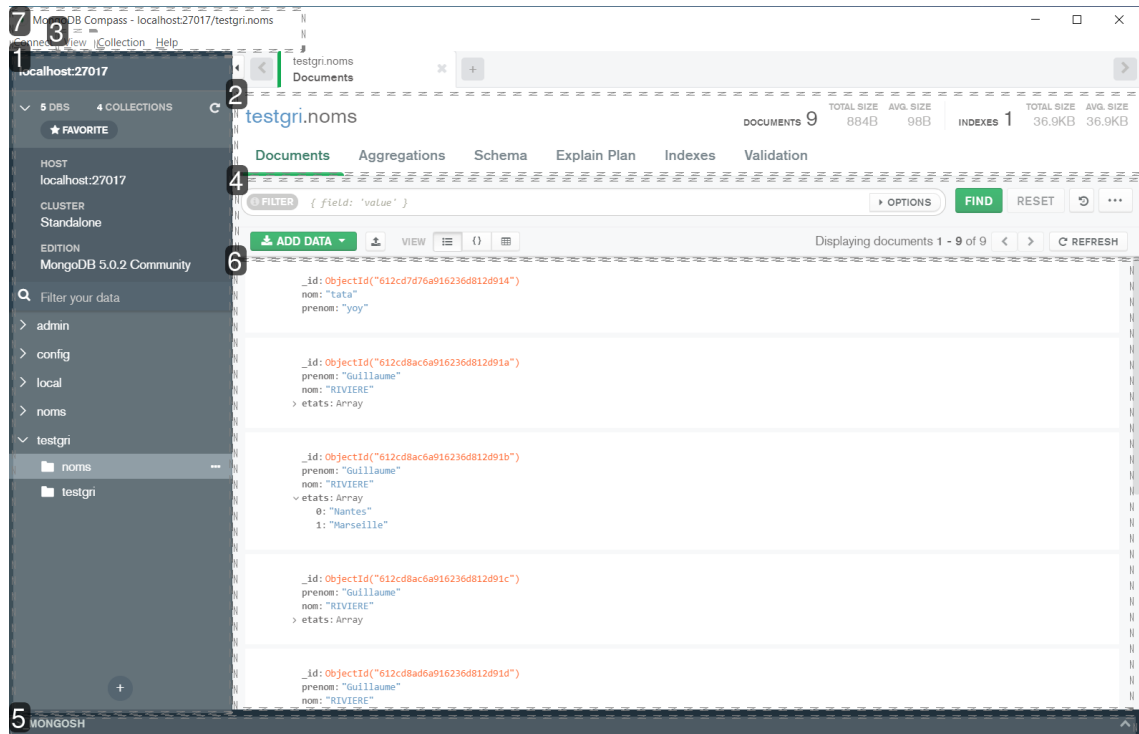 7
MongoDB Compass - localhost:27017/testgri.noms
3
Connect View Collection Help
1
localhost:27017
testgri.noms
Documents
5 DBS 4 COLLECTIONS
FAVORITE
HOST
localhost:27017
CLUSTER
Standalone
EDITION
MongoDB 5.0.2 Community
Filter your data
admin
config
local
noms
testgri
noms
testgri
2
testgri.noms
DOCUMENTS 9 TOTAL SIZE 884B AVG. SIZE 98B INDEXES 1 TOTAL SIZE 36.9KB AVG. SIZE 36.9KB
Documents Aggregations Schema Explain Plan Indexes Validation
4
FILTER { field: 'value' } OPTIONS FIND RESET
ADD DATA VIEW Displaying documents 1 - 9 of 9 REFRESH
6
_id: ObjectId("612cd7d76a916236d812d914")
nom: "tata"
prenom: "yoy"
_id: ObjectId("612cd8ac6a916236d812d91a")
prenom: "Guillaume"
nom: "RIVIERE"
etats: Array
_id: ObjectId("612cd8ac6a916236d812d91b")
prenom: "Guillaume"
nom: "RIVIERE"
etats: Array
0: "Nantes"
1: "Marseille"
_id: ObjectId("612cd8ac6a916236d812d91c")
prenom: "Guillaume"
nom: "RIVIERE"
etats: Array
_id: ObjectId("612cd8ad6a916236d812d91d")
prenom: "Guillaume"
nom: "RIVIERE"
5
MONGOSH